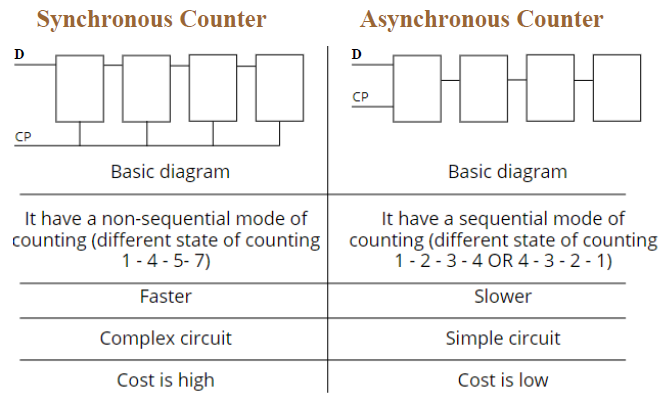 Synchronous Counter
Asynchronous Counter
D
CP
D
CP
Basic diagram
Basic diagram
It have a non-sequential mode of
counting (different state of counting
1 - 4 - 5- 7)
It have a sequential mode of
counting (different state of counting
1 - 2 - 3 - 4 OR 4 - 3 - 2 - 1)
Faster
Slower
Complex circuit
Simple circuit
Cost is high
Cost is low